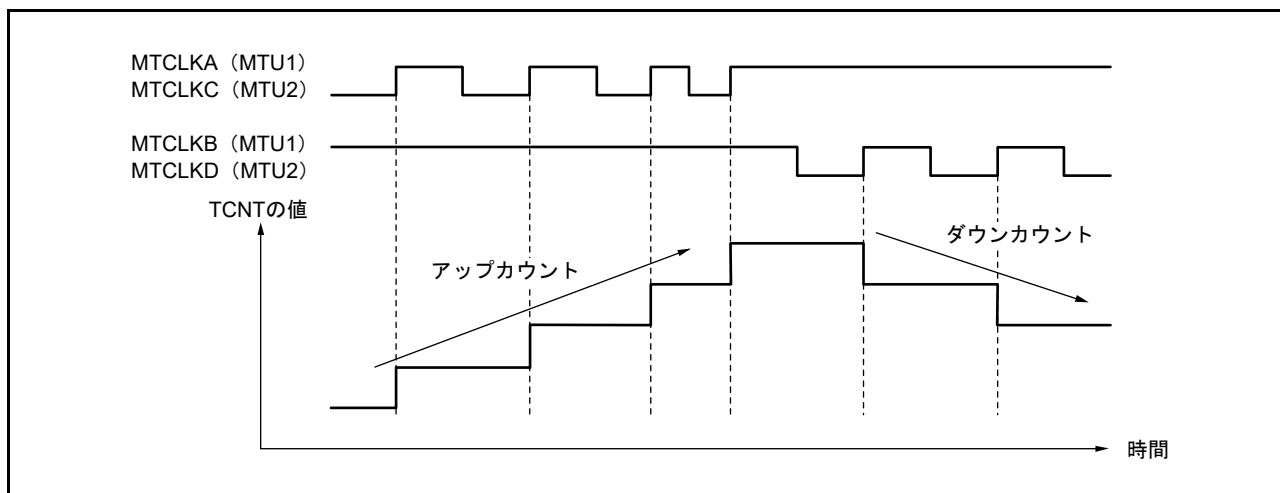 MTCLKA（MTU1）
MTCLKC（MTU2）
MTCLKB（MTU1）
MTCLKD（MTU2）
TCNTの値
アップカウント
ダウンカウント
時間